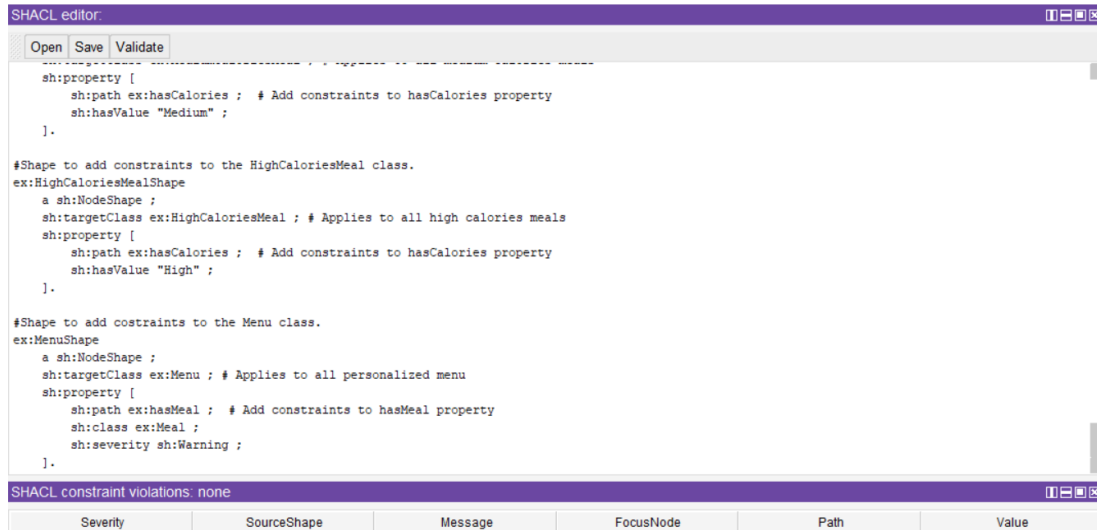 SHACL editor:
Open Save Validate
sh:property [
sh:path ex:hasCalories ;  # Add constraints to hasCalories property
sh:hasValue "Medium" ;
].
#Shape to add constraints to the HighCaloriesMeal class.
ex:HighCaloriesMealShape
a sh:NodeShape ;
sh:targetClass ex:HighCaloriesMeal ; # Applies to all high calories meals
sh:property [
sh:path ex:hasCalories ;  # Add constraints to hasCalories property
sh:hasValue "High" ;
].
#Shape to add costraints to the Menu class.
ex:MenuShape
a sh:NodeShape ;
sh:targetClass ex:Menu ; # Applies to all personalized menu
sh:property [
sh:path ex:hasMeal ;  # Add constraints to hasMeal property
sh:class ex:Meal ;
sh:severity sh:Warning ;
].
SHACL constraint violations: none
Severity SourceShape Message FocusNode Path Value